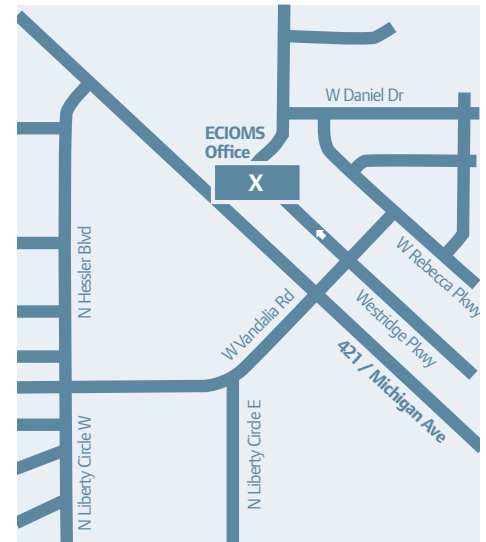 W Daniel Dr
ECIOMS
Office
X
N Hessler Blvd
W Rebecca Pkwy
W Vandalia Rd
Westridge Pkwy
421 / Michigan Ave
N Liberty Circle W
N Liberty Circle E